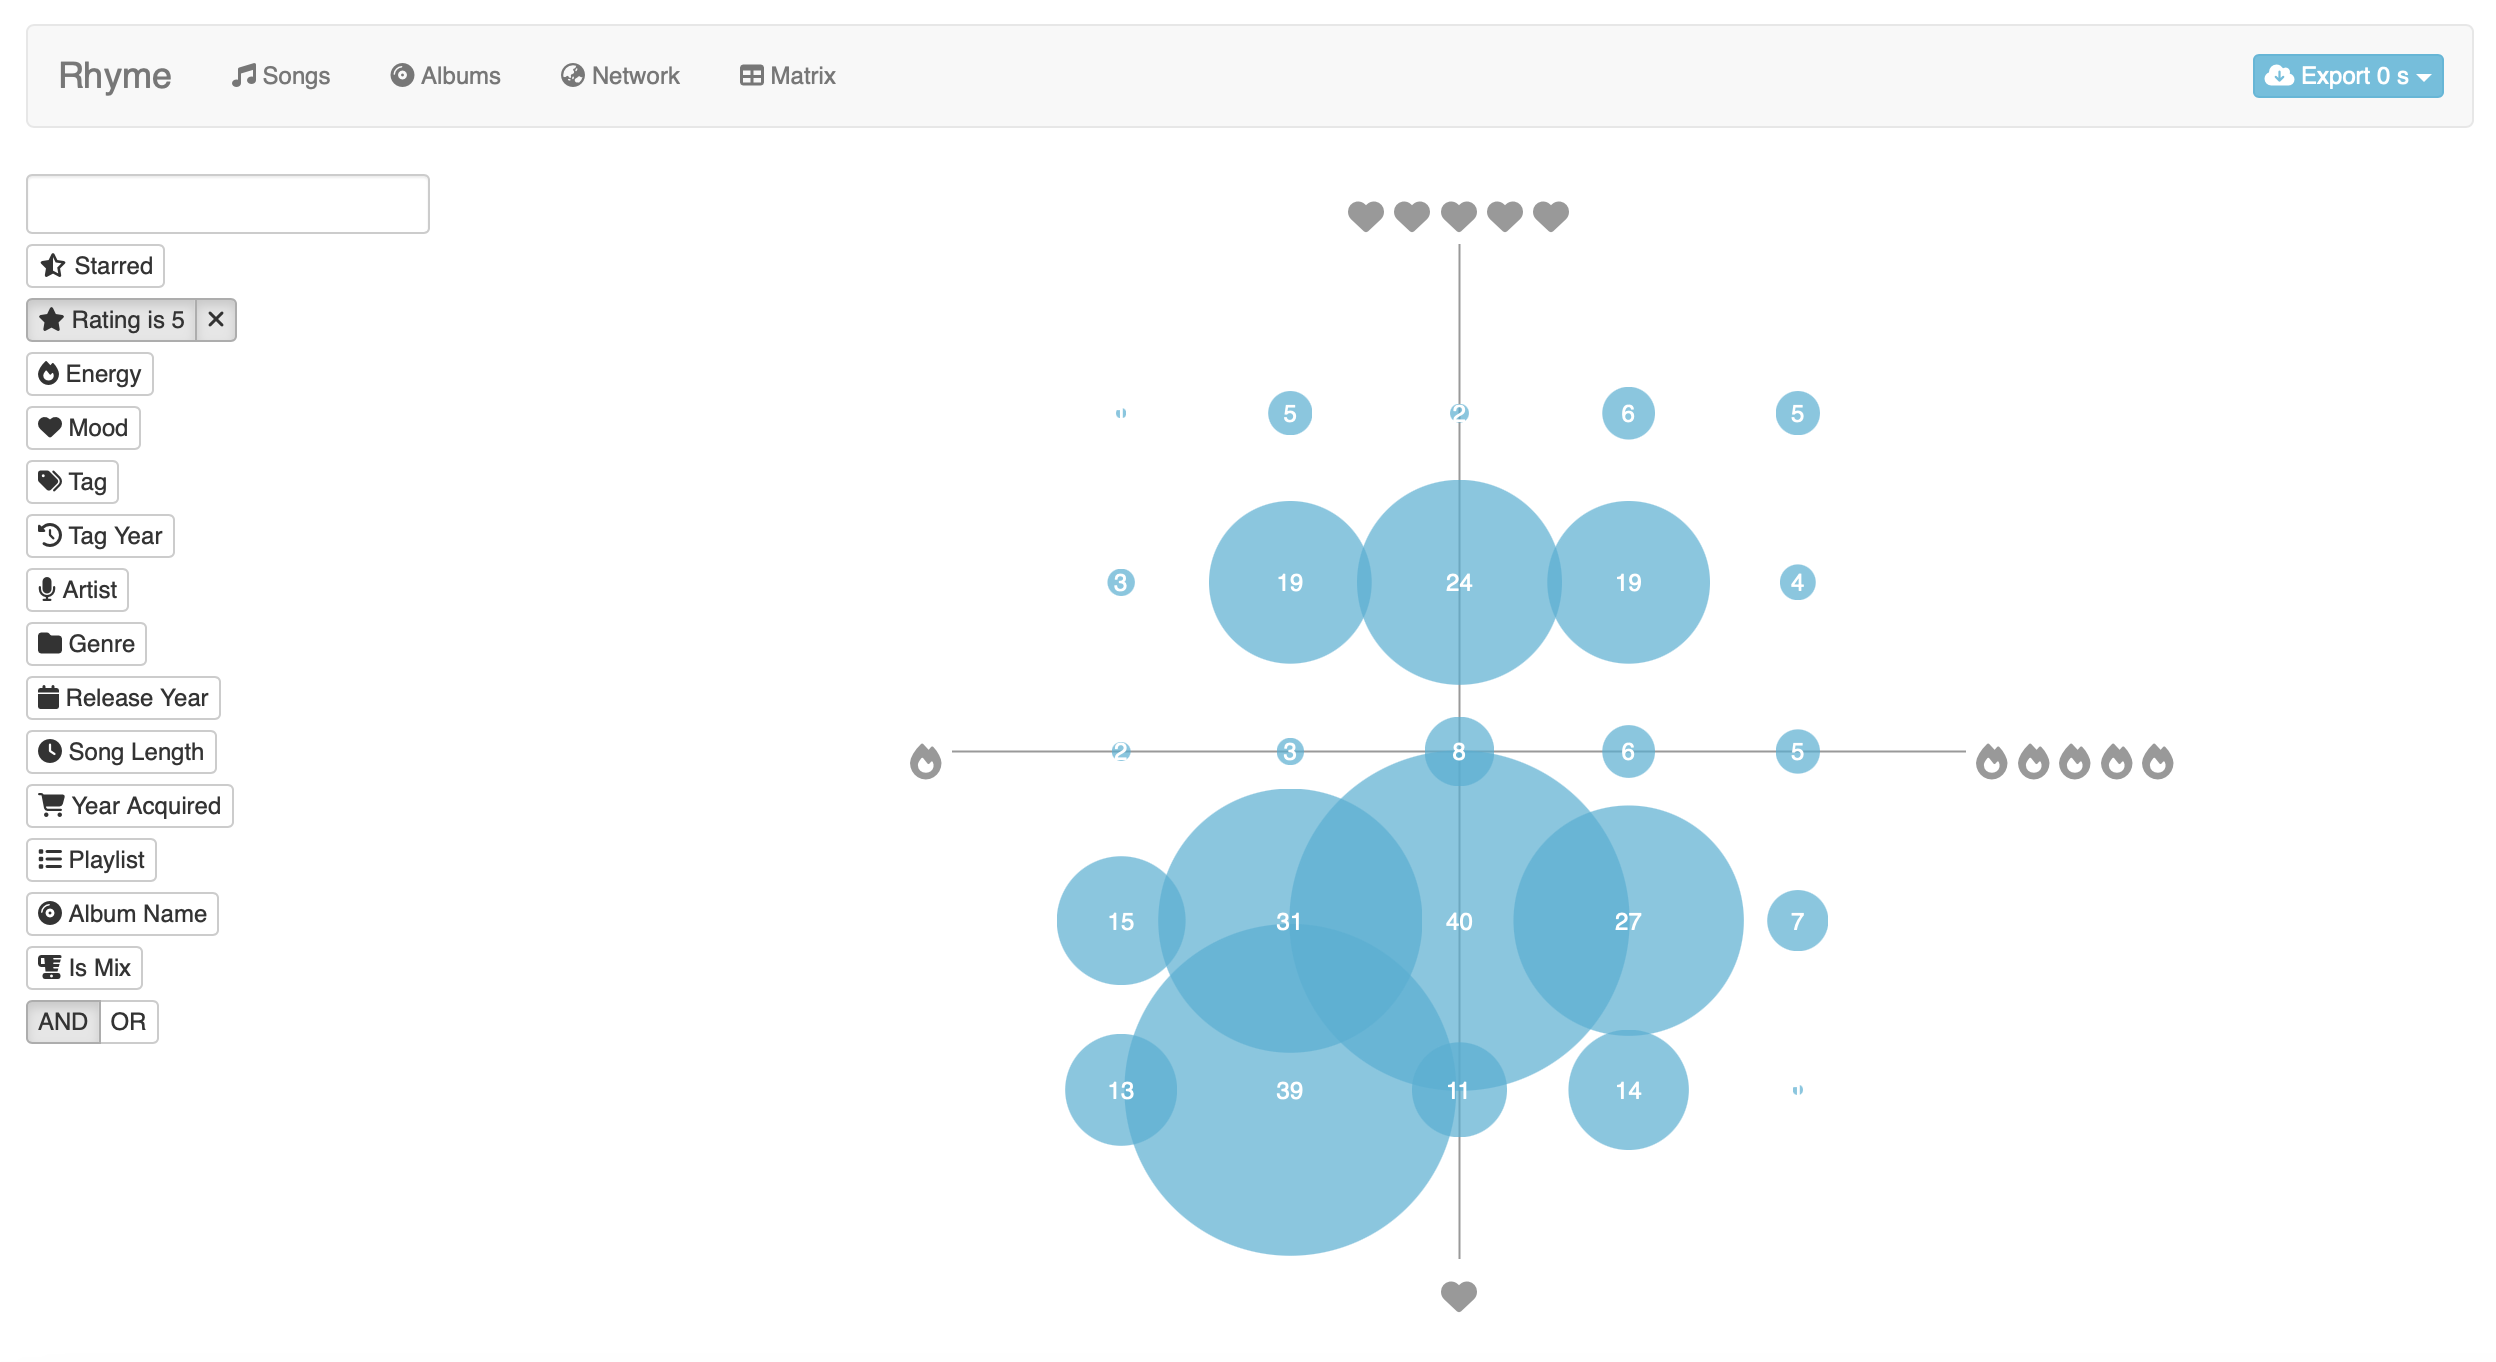 Rhyme Songs Albums Network Matrix Export 0 s
Starred
Rating is 5
Energy
Mood
Tag
Tag Year
Artist
Genre
Release Year
Song Length
Year Acquired
Playlist
Album Name
Is Mix
AND OR
1 5 2 6 5
3 19 24 19 4
2 3 8 6 5
15 31 40 27 7
13 39 11 14 1